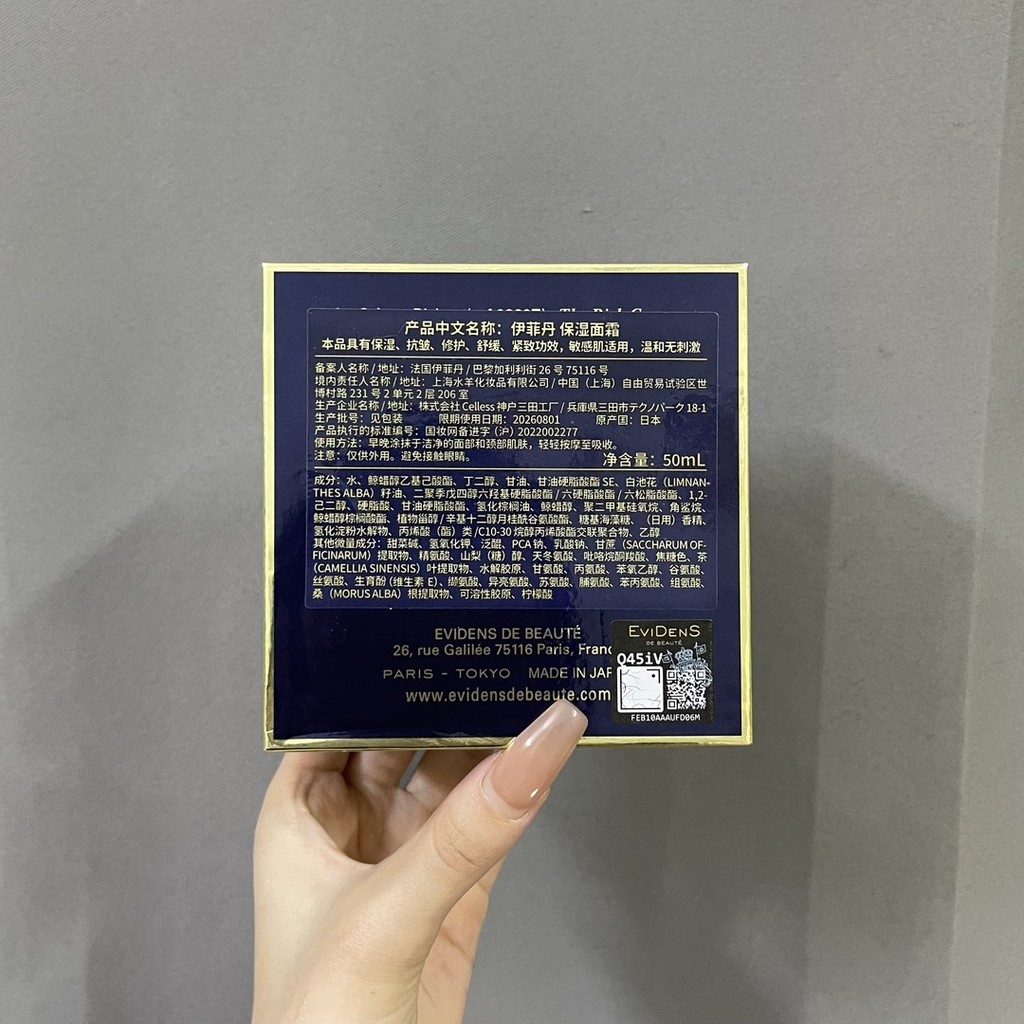 产品中文名称：伊菲丹 保湿面霜
本品具有保湿、抗皱、修护、舒缓、紧致功效，敏感肌适用，温和无刺激
备案人名称 / 地址：法国伊菲丹 / 巴黎加利利街 26 号 75116 号
境内责任人名称 / 地址：上海水羊化妆品有限公司 / 中国（上海）自由贸易试验区世
博村路 231 号 2 单元 2 层 206 室
生产企业名称 / 地址：株式会社 Celless 神户三田工厂 / 兵庫県三田市テクノパーク 18-1
生产批号：见包装 限期使用日期：20260801 原产国：日本
产品执行的标准编号：国妆网备进字（沪）2022002277
使用方法：早晚涂抹于洁净的面部和颈部肌肤，轻轻按摩至吸收。
注意：仅供外用。避免接触眼睛。 净含量：50mL
成分：水、鲸蜡醇乙基己酸酯、丁二醇、甘油、甘油硬脂酸酯 SE、白池花（LIMNAN-
THES ALBA）籽油、二聚季戊四醇六羟基硬脂酸酯 / 六硬脂酸酯 / 六松脂酸酯、1,2-
己二醇、硬脂酸、甘油硬脂酸酯、氢化棕榈油、鲸蜡醇、聚二甲基硅氧烷、角鲨烷、
鲸蜡醇棕榈酸酯、植物甾醇 / 辛基十二醇月桂酰谷氨酸酯、糖基海藻糖、（日用）香精、
氢化淀粉水解物、丙烯酸（酯）类 /C10-30 烷醇丙烯酸酯交联聚合物、乙醇
其他微量成分：甜菜碱、氢氧化钾、泛醌、PCA 钠、乳酸钠、甘蔗（SACCHARUM OF-
FICINARUM）提取物、精氨酸、山梨（糖）醇、天冬氨酸、吡咯烷酮羧酸、焦糖色、茶
(CAMELLIA SINENSIS) 叶提取物、水解胶原、甘氨酸、丙氨酸、苯氧乙醇、谷氨酸、
丝氨酸、生育酚 (维生素 E)、缬氨酸、异亮氨酸、苏氨酸、脯氨酸、苯丙氨酸、组氨酸、
桑（MORUS ALBA）根提取物、可溶性胶原、柠檬酸
EVIDENS DE BEAUTÉ
26, rue Galilée 75116 Paris, Franc
PARIS - TOKYO MADE IN JAP
www.evidensdebeaute.com
EVIDENS
DE BEAUTÉ
Q45iV
FEB10AAAUFD06M